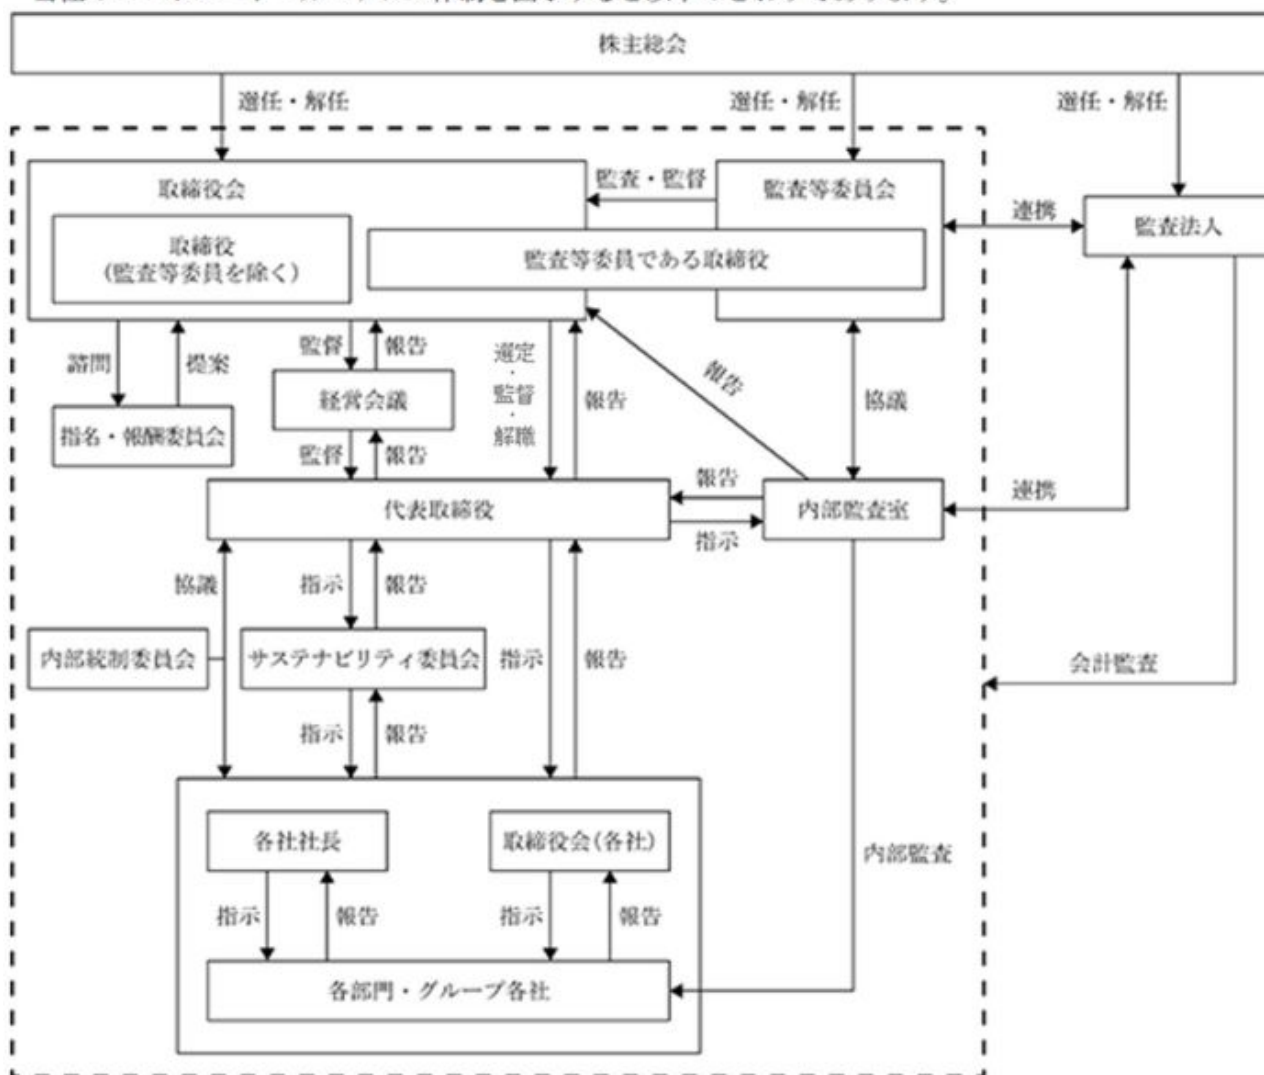 株主総会
選任・解任
選任・解任
選任・解任
取締役会
監査・監督
監査等委員会
連携
監査法人
取締役
(監査等委員を除く)
監査等委員である取締役
諮問
提案
監督
報告
選定・監督・解職
報告
報告
協議
経営会議
指名・報酬委員会
監督
報告
代表取締役
報告
指示
内部監査室
連携
協議
指示
報告
内部統制委員会
サステナビリティ委員会
指示
報告
会計監査
指示
報告
各社社長
取締役会(各社)
内部監査
指示
報告
指示
報告
各部門・グループ各社